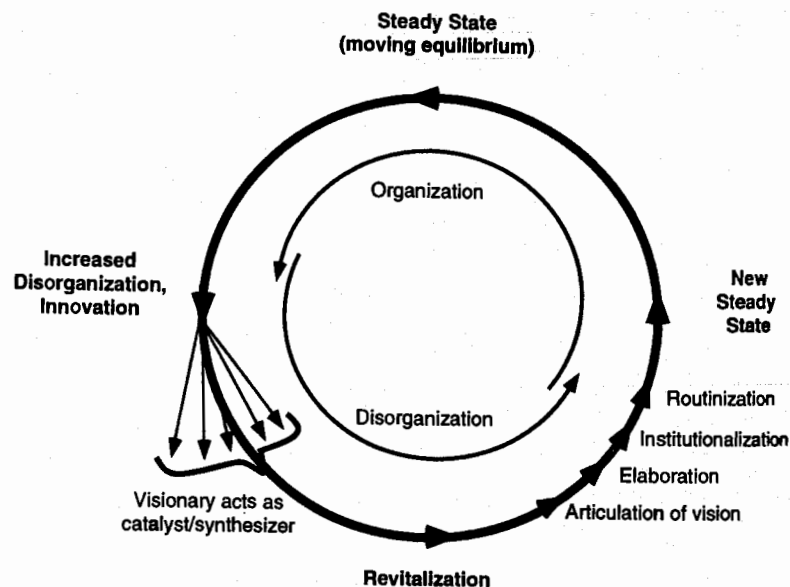 Steady State
(moving equilibrium)
Organization
Increased
Disorganization,
Innovation
New
Steady
State
Disorganization
Routinization
Institutionalization
Elaboration
Articulation of vision
Visionary acts as
catalyst/synthesizer
Revitalization